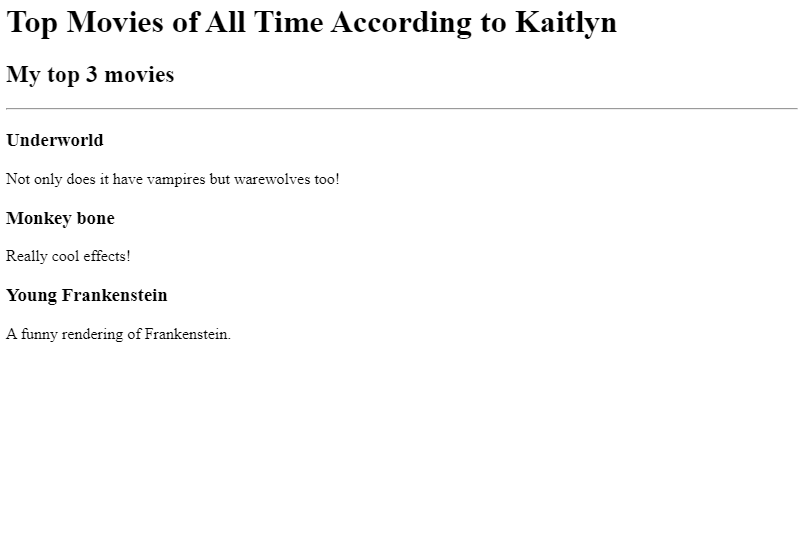 Top Movies of All Time According to Kaitlyn
My top 3 movies
Underworld
Not only does it have vampires but warewolves too!
Monkey bone
Really cool effects!
Young Frankenstein
A funny rendering of Frankenstein.